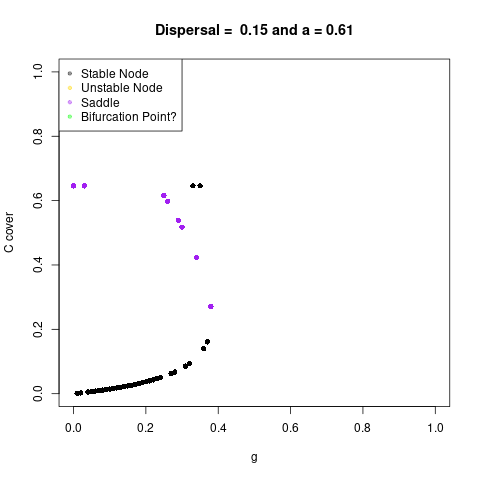 Dispersal =  0.15 and a = 0.61
Stable Node
Unstable Node
Saddle
Bifurcation Point?
C cover
1.0
0.8
0.6
0.4
0.2
0.0
0.0 0.2 0.4 0.6 0.8 1.0
g